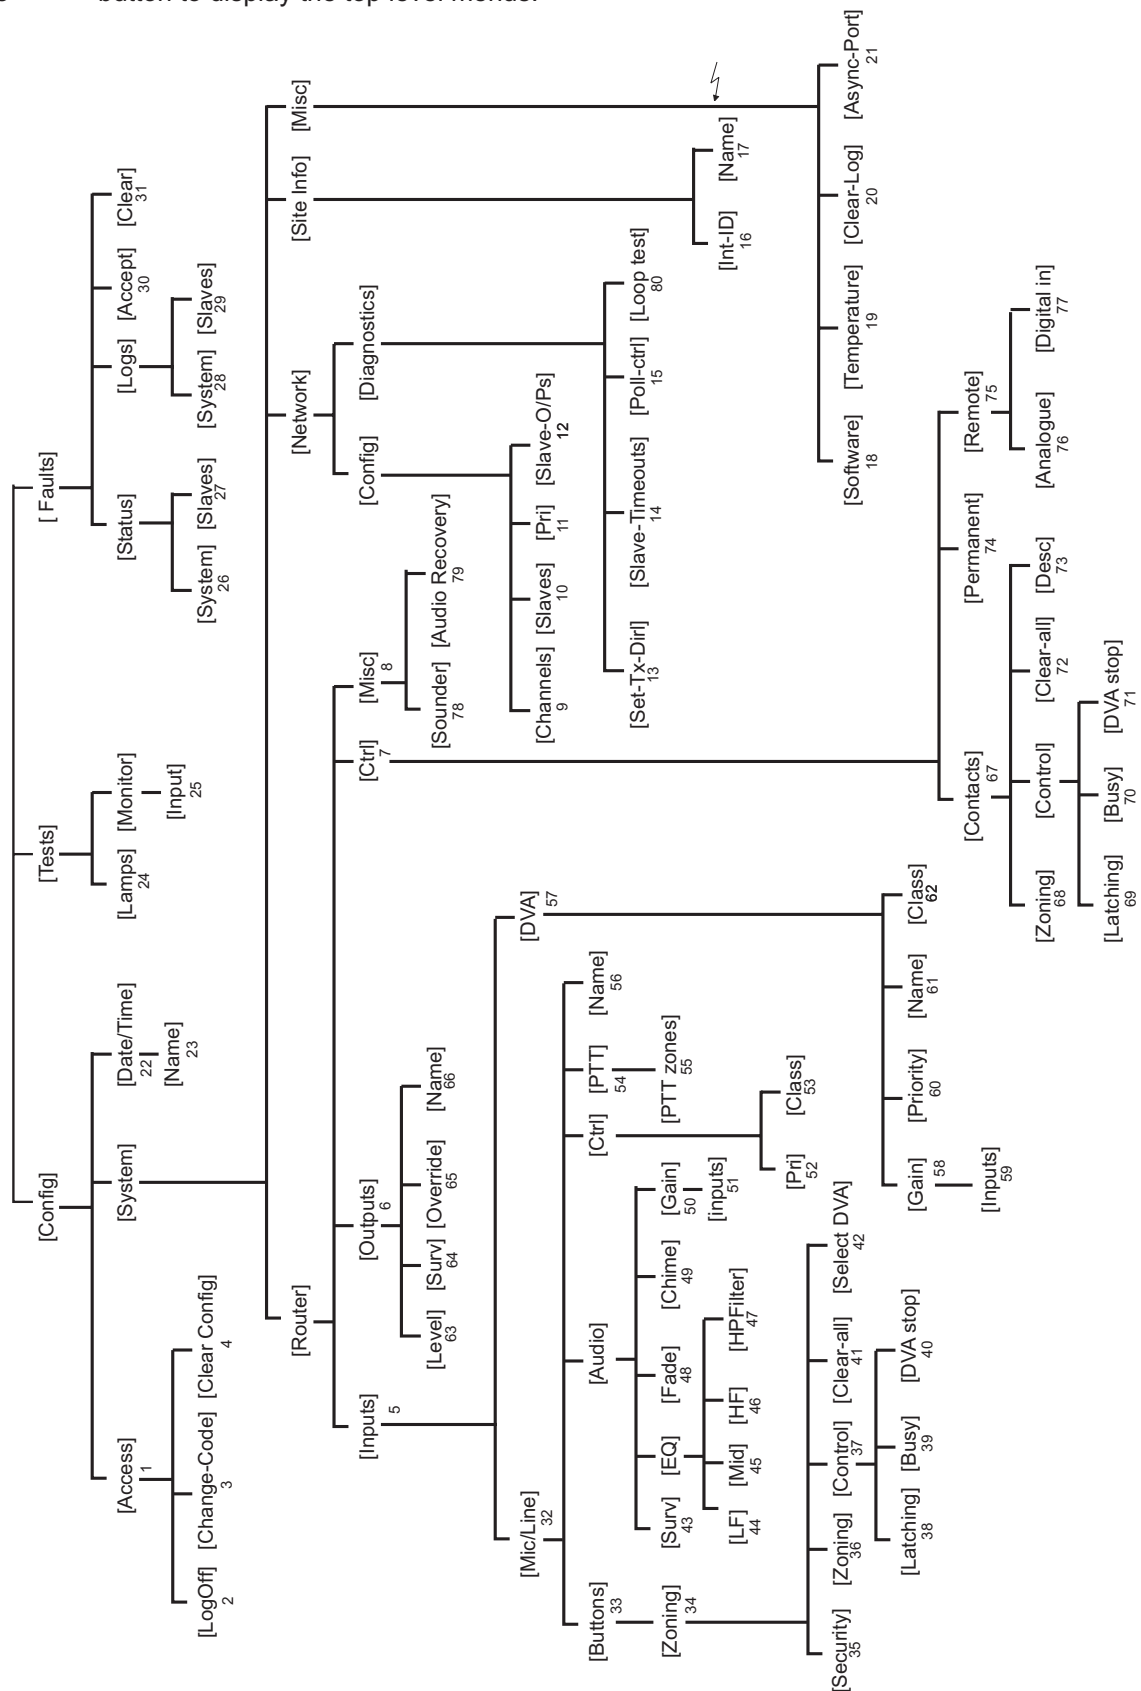 button to display the top level menus.
[Config]
[Tests]
[ Faults]
[Access]
1
[System]
[Date/Time]
22
[Name]
23
[LogOff]
2
[Change-Code]
3
[Clear Config]
4
[Lamps]
24
[Monitor]
[Input]
25
[Status]
[System]
26
[Slaves]
27
[Logs]
[System]
28
[Slaves]
29
[Accept]
30
[Clear]
31
[Router]
[Network]
[Site Info]
[Misc]
[Inputs]
5
[Outputs]
6
[Ctrl]
7
[Misc]
8
[Level]
63
[Surv]
64
[Override]
65
[Name]
66
[Sounder]
78
[Audio Recovery]
79
[Config]
[Diagnostics]
[Channels]
9
[Slaves]
10
[Pri]
11
[Slave-O/Ps]
12
[Set-Tx-Dirl]
13
[Slave-Timeouts]
14
[Poll-ctrl]
15
[Loop test]
80
[Int-ID]
16
[Name]
17
[Software]
18
[Temperature]
19
[Clear-Log]
20
[Async-Port]
21
[Mic/Line]
32
[DVA]
57
[Buttons]
33
[Zoning]
34
[Audio]
[Ctrl]
[PTT]
54
[PTT zones]
55
[Name]
56
[Surv]
43
[EQ]
[Fade]
48
[Chime]
49
[Gain]
50
[inputs]
51
[LF]
44
[Mid]
45
[HF]
46
[HPFilter]
47
[Pri]
52
[Class]
53
[Security]
35
[Zoning]
36
[Control]
37
[Clear-all]
41
[Select DVA]
42
[Latching]
38
[Busy]
39
[DVA stop]
40
[Gain]
58
[Inputs]
59
[Priority]
60
[Name]
61
[Class]
62
[Contacts]
67
[Permanent]
74
[Remote]
75
[Analogue]
76
[Digital in]
77
[Zoning]
68
[Control]
[Clear-all]
72
[Desc]
73
[Latching]
69
[Busy]
70
[DVA stop]
71